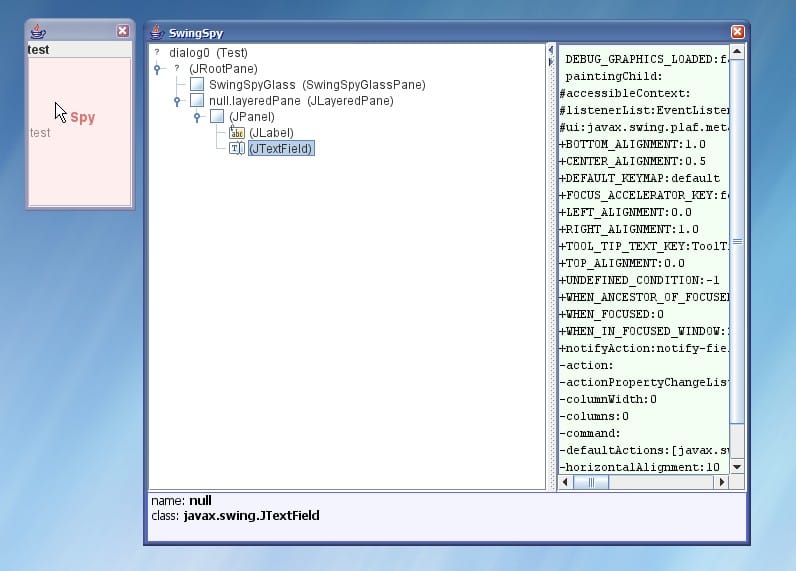 test
Spy
test
SwingSpy
? dialog0 (Test)
? (JRootPane)
SwingSpyGlass (SwingSpyGlassPane)
null.layeredPane (JLayeredPane)
(JPanel)
abc (JLabel)
T (JTextField)
DEBUG_GRAPHICS_LOADED:fa
paintingChild:
#accessibleContext:
#listenerList:EventListen
#ui:javax.swing.plaf.meta
+BOTTOM_ALIGNMENT:1.0
+CENTER_ALIGNMENT:0.5
+DEFAULT_KEYMAP:default
+FOCUS_ACCELERATOR_KEY:fo
+LEFT_ALIGNMENT:0.0
+RIGHT_ALIGNMENT:1.0
+TOOL_TIP_TEXT_KEY:ToolT
+TOP_ALIGNMENT:0.0
+UNDEFINED_CONDITION:-1
+WHEN_ANCESTOR_OF_FOCUSED
+WHEN_FOCUSED:0
+WHEN_IN_FOCUSED_WINDOW:
+notifyAction:notify-fiel
-action:
-actionPropertyChangeList
-columnWidth:0
-columns:0
-command:
-defaultActions:[javax.sw
-horizontalAlignment:10
name: null
class: javax.swing.JTextField